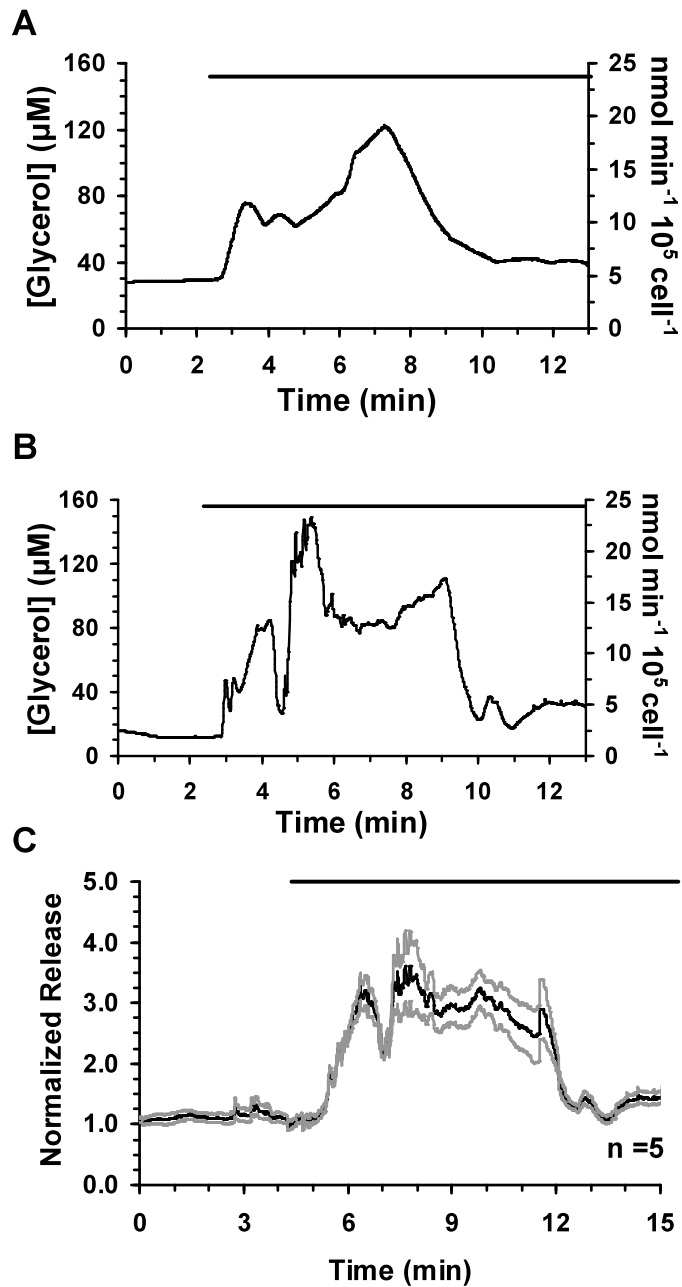 A
160
120
80
40
0
[Glycerol] (µM)
25
20
15
10
5
0
nmol min⁻¹ 10⁵ cell⁻¹
0 2 4 6 8 10 12
Time (min)
B
160
120
80
40
0
[Glycerol] (µM)
25
20
15
10
5
0
nmol min⁻¹ 10⁵ cell⁻¹
0 2 4 6 8 10 12
Time (min)
C
5.0
4.0
3.0
2.0
1.0
0.0
Normalized Release
n =5
0 3 6 9 12 15
Time (min)